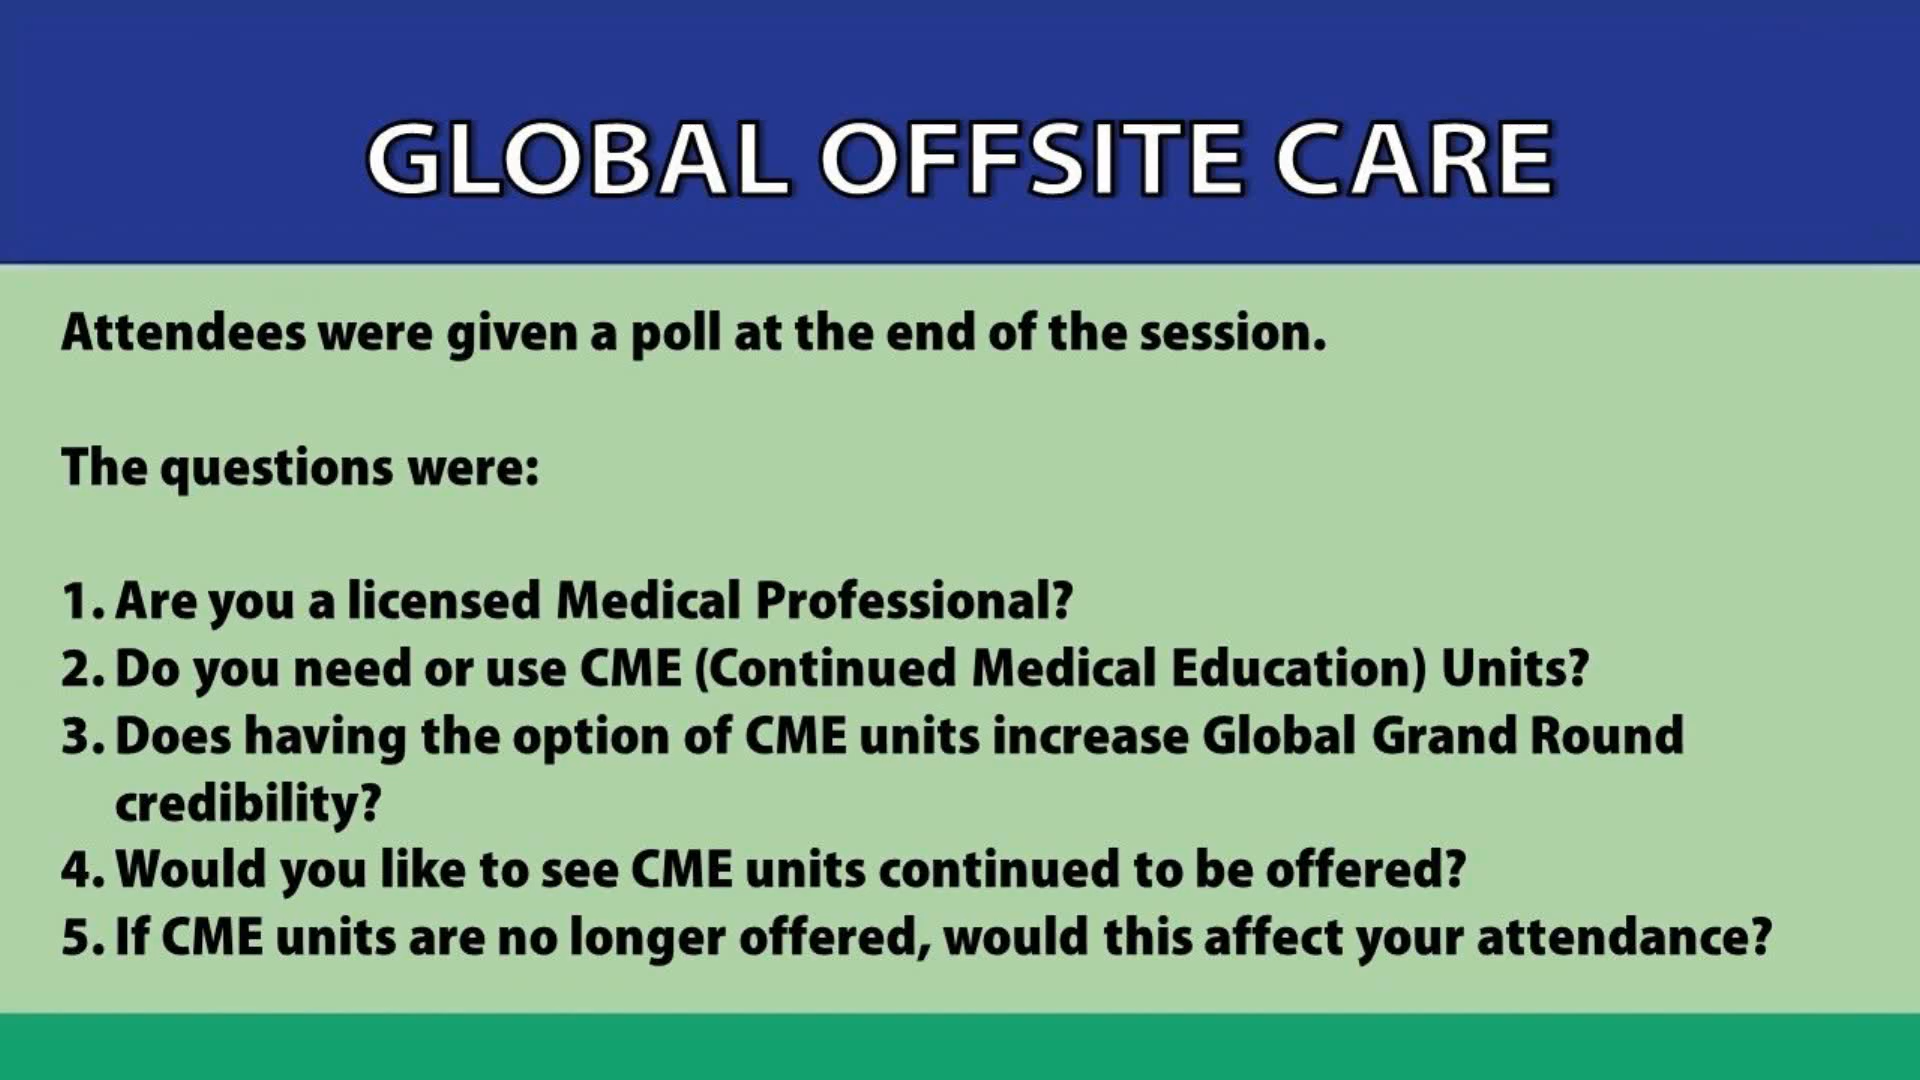 GLOBAL OFFSITE CARE
Attendees were given a poll at the end of the session.
The questions were:
1. Are you a licensed Medical Professional?
2. Do you need or use CME (Continued Medical Education) Units?
3. Does having the option of CME units increase Global Grand Round
credibility?
4. Would you like to see CME units continued to be offered?
5. If CME units are no longer offered, would this affect your attendance?